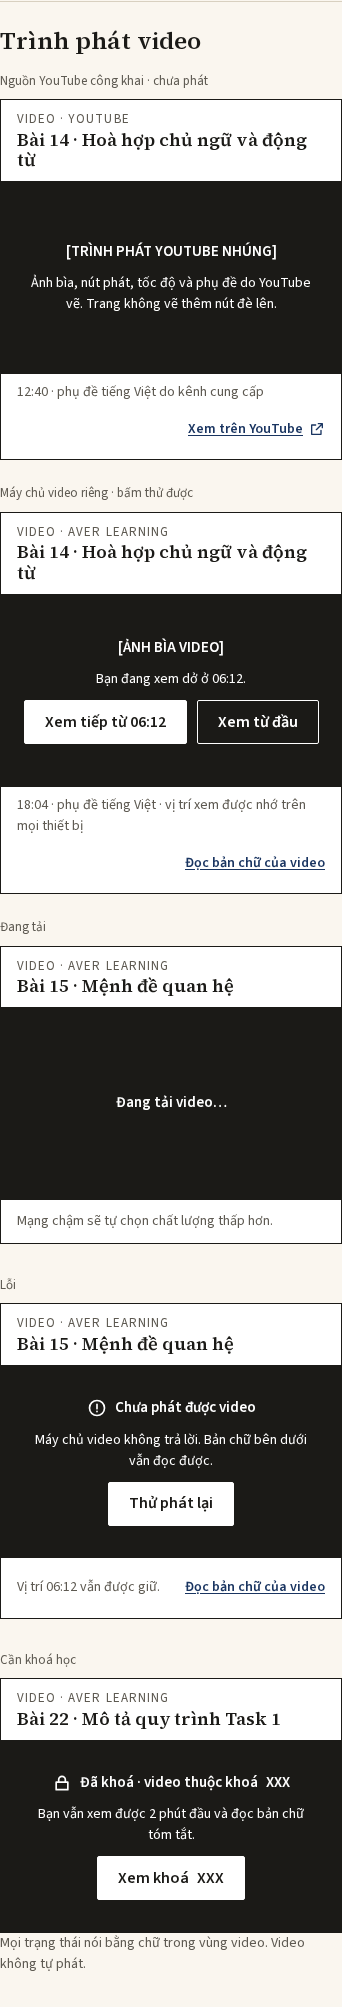 Trình phát video
Nguồn YouTube công khai · chưa phát
VIDEO · YOUTUBE
Bài 14 · Hoà hợp chủ ngữ và động
từ
[TRÌNH PHÁT YOUTUBE NHÚNG]
Ảnh bìa, nút phát, tốc độ và phụ đề do YouTube
vẽ. Trang không vẽ thêm nút đè lên.
12:40 · phụ đề tiếng Việt do kênh cung cấp
Xem trên YouTube
Máy chủ video riêng · bấm thử được
VIDEO · AVER LEARNING
Bài 14 · Hoà hợp chủ ngữ và động
từ
[ẢNH BÌA VIDEO]
Bạn đang xem dở ở 06:12.
Xem tiếp từ 06:12
Xem từ đầu
18:04 · phụ đề tiếng Việt · vị trí xem được nhớ trên
mọi thiết bị
Đọc bản chữ của video
Đang tải
VIDEO · AVER LEARNING
Bài 15 · Mệnh đề quan hệ
Đang tải video…
Mạng chậm sẽ tự chọn chất lượng thấp hơn.
Lỗi
VIDEO · AVER LEARNING
Bài 15 · Mệnh đề quan hệ
Chưa phát được video
Máy chủ video không trả lời. Bản chữ bên dưới
vẫn đọc được.
Thử phát lại
Vị trí 06:12 vẫn được giữ.
Đọc bản chữ của video
Cần khoá học
VIDEO · AVER LEARNING
Bài 22 · Mô tả quy trình Task 1
Đã khoá · video thuộc khoá XXX
Bạn vẫn xem được 2 phút đầu và đọc bản chữ
tóm tắt.
Xem khoá XXX
Mọi trạng thái nói bằng chữ trong vùng video. Video
không tự phát.